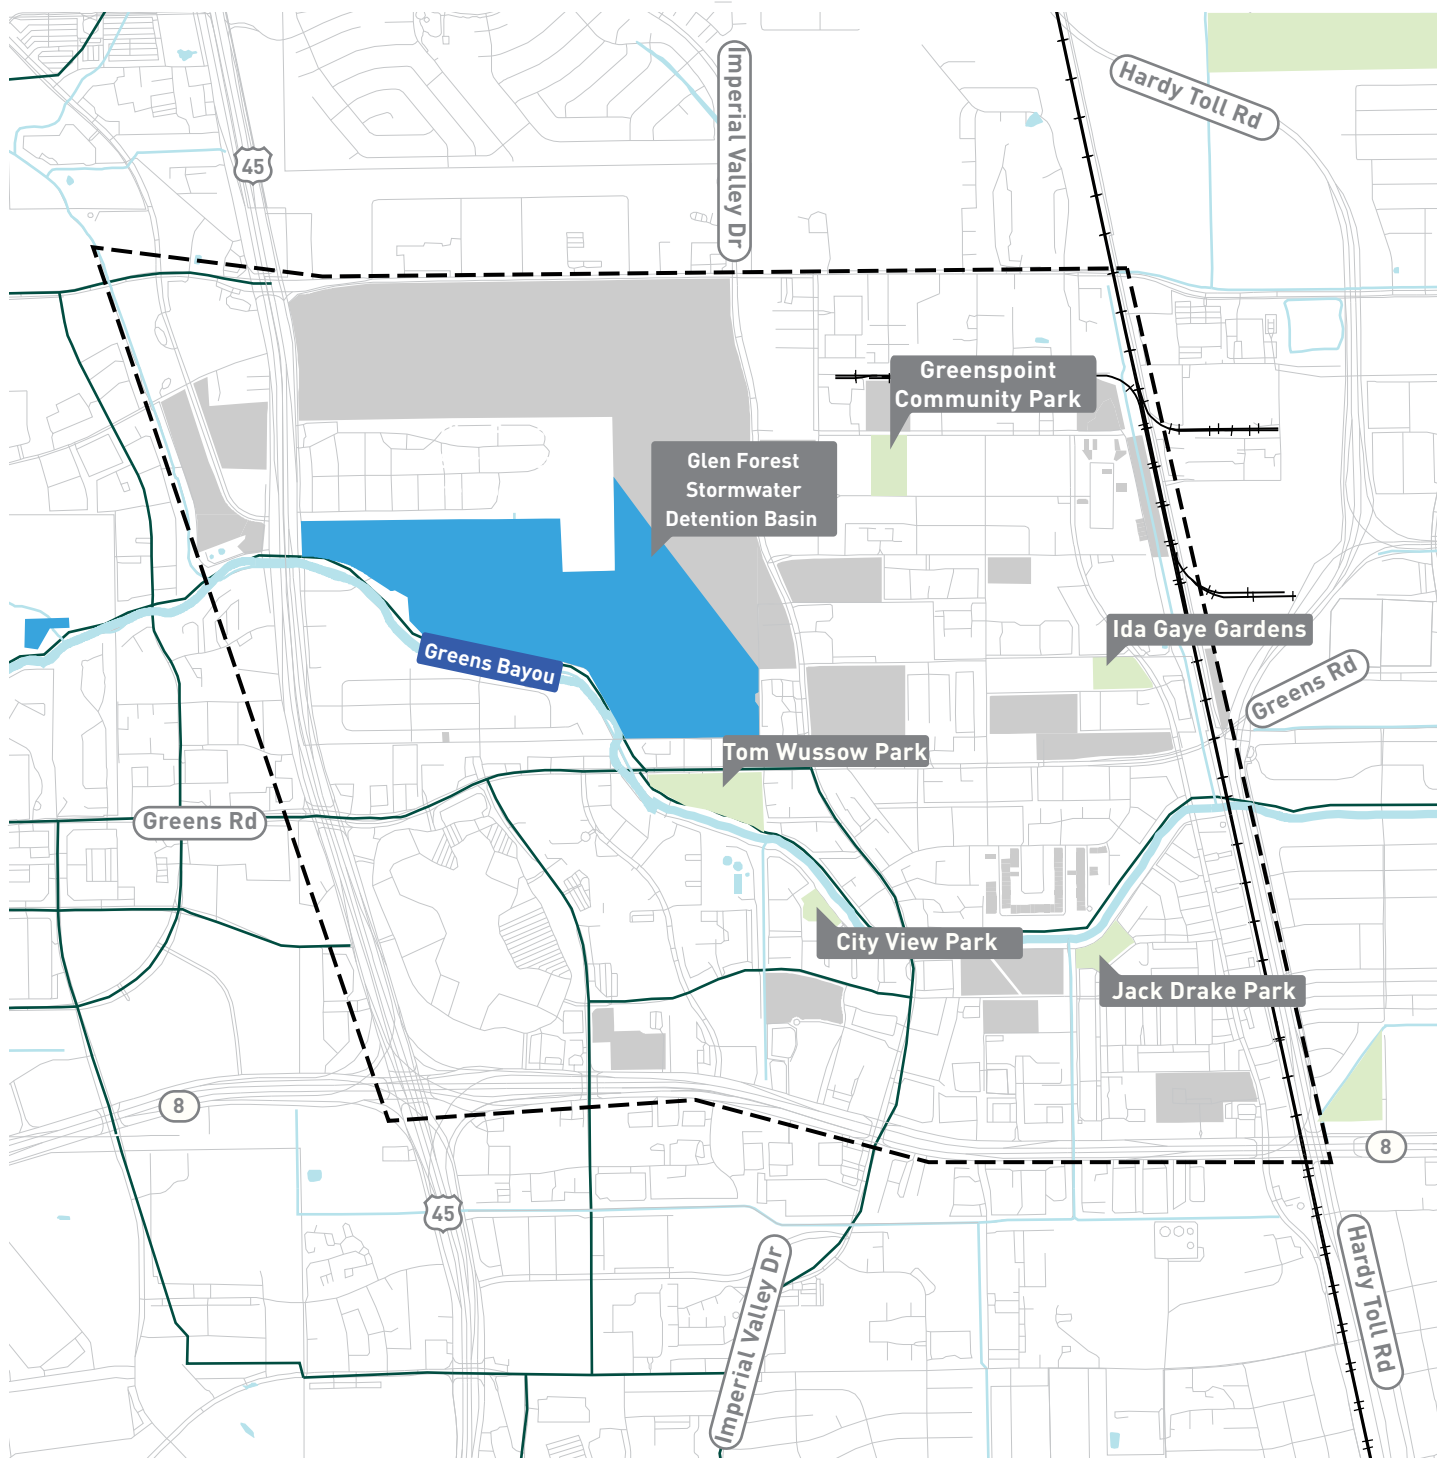 Imperial Valley Dr
Hardy Toll Rd
45
Greenspoint
Community Park
Glen Forest
Stormwater
Detention Basin
Ida Gaye Gardens
Greens Bayou
Greens Rd
Tom Wussow Park
Greens Rd
City View Park
Jack Drake Park
8
8
45
Imperial Valley Dr
Hardy Toll Rd